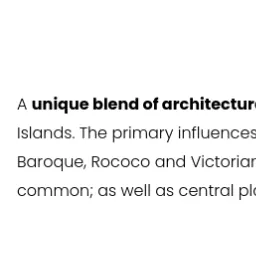 A unique blend of architectur
Islands. The primary influences
Baroque, Rococo and Victorian
common; as well as central pl